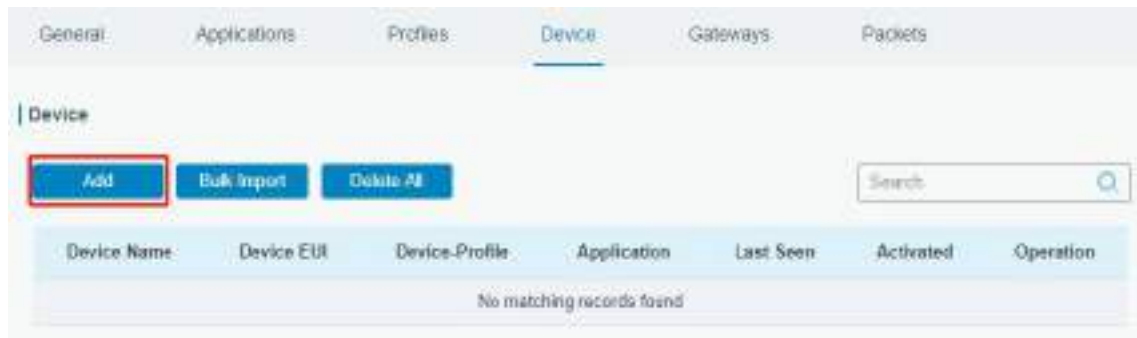 General Applications Profiles Device Gateways Packets
Device
Add Bulk Import Delete All Search
Device Name Device EUI Device-Profile Application Last Seen Activated Operation
No matching records found